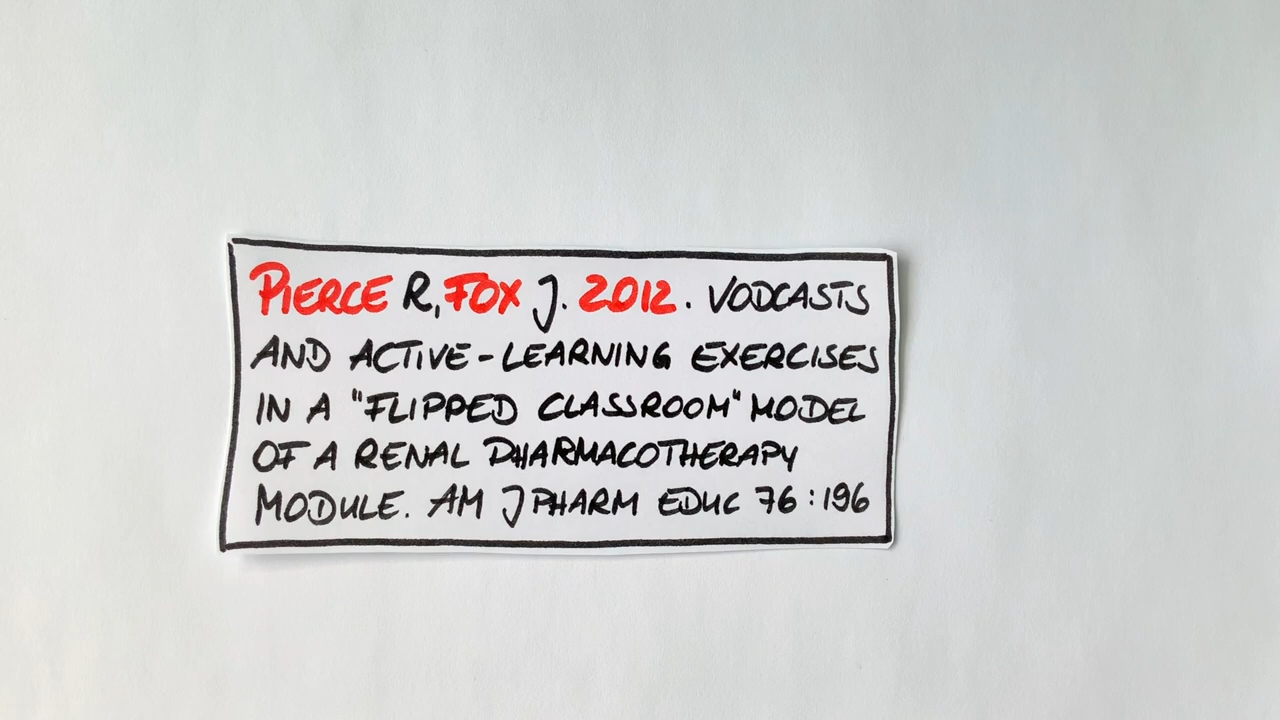 PIERCE R, FOX J. 2012. VODCASTS
AND ACTIVE-LEARNING EXERCISES
IN A "FLIPPED CLASSROOM" MODEL
OF A RENAL PHARMACOTHERAPY
MODULE. AM J PHARM EDUC 76:196